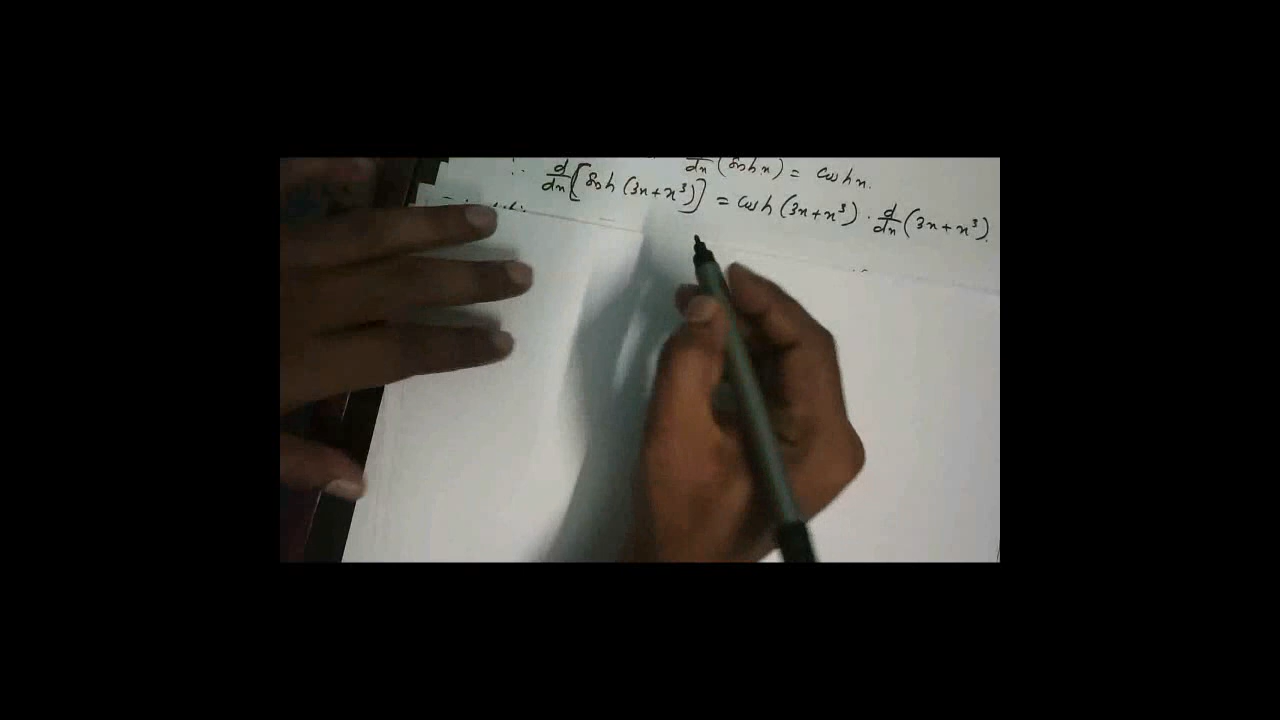 d/dx (Sinh x) = Cosh x.
∴ d/dx [Sinh (3x + x³)] = Cosh (3x + x³) · d/dx (3x + x³).